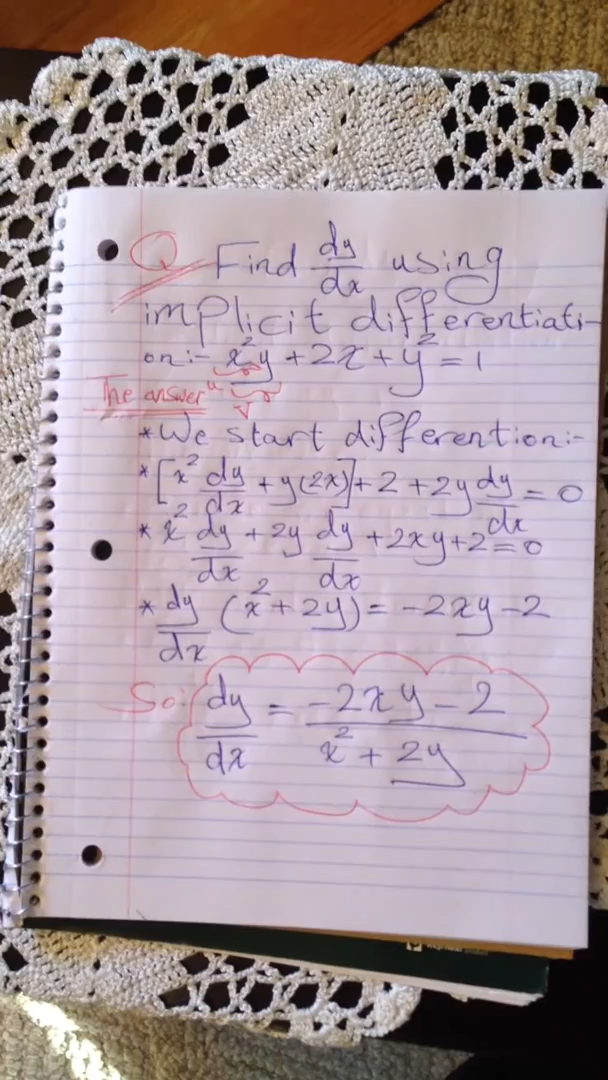 Q Find dy/dx using
implicit differentiati-
on:- x²y + 2x + y² = 1
The answer" u v
*We start differention:-
*[x² dy/dx + y(2x)] + 2 + 2y dy/dx = 0
*x² dy/dx + 2y dy/dx + 2xy + 2 = 0
*dy/dx (x² + 2y) = -2xy - 2
So: dy/dx = (-2xy - 2)/(x² + 2y)